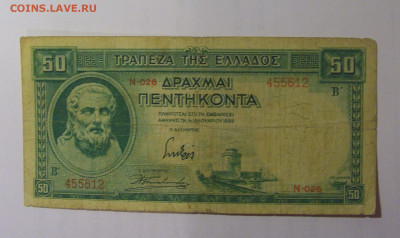 COINS.LAVE.RU
50 ΤΡΑΠΕΖΑ ΤΗΣ ΕΛΛΑΔΟΣ 50
N-026 ΔΡΑΧΜΑΙ 455612
ΠΕΝΤΗΚΟΝΤΑ Β΄
Β΄
455612 N-026
50 50